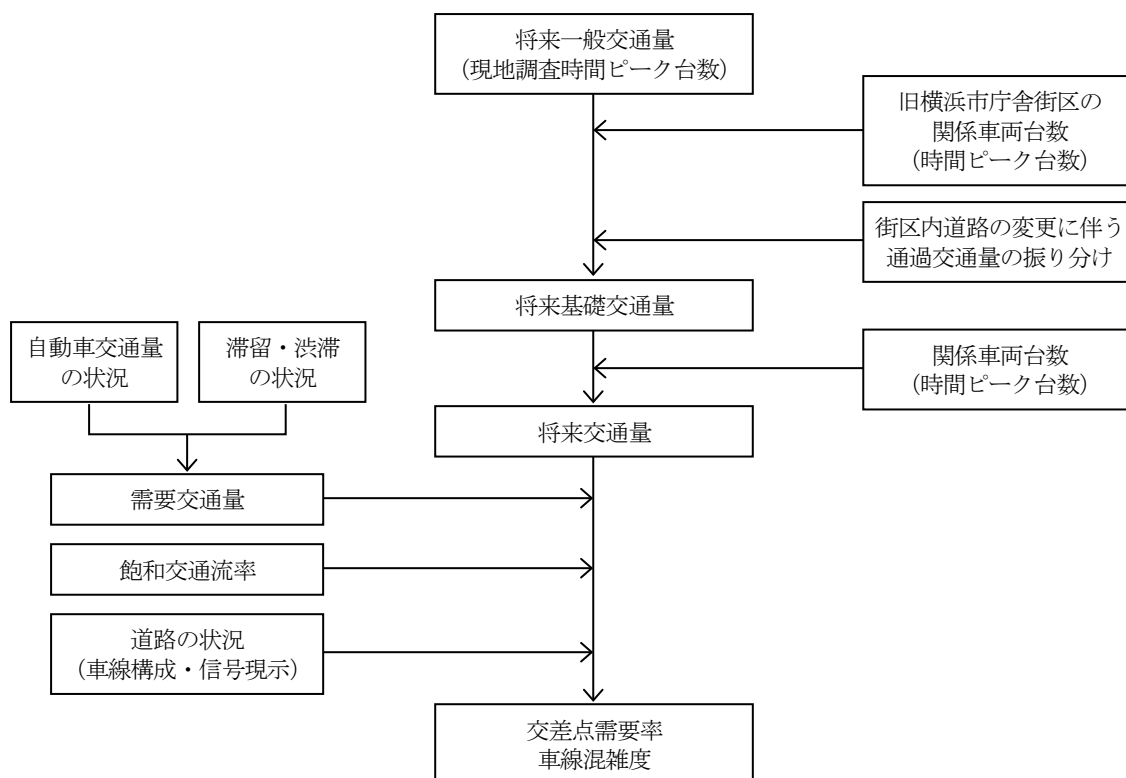 将来一般交通量
（現地調査時間ピーク台数）
旧横浜市庁舎街区の
関係車両台数
（時間ピーク台数）
街区内道路の変更に伴う
通過交通量の振り分け
将来基礎交通量
自動車交通量
の状況
滞留・渋滞
の状況
関係車両台数
（時間ピーク台数）
将来交通量
需要交通量
飽和交通流率
道路の状況
（車線構成・信号現示）
交差点需要率
車線混雑度